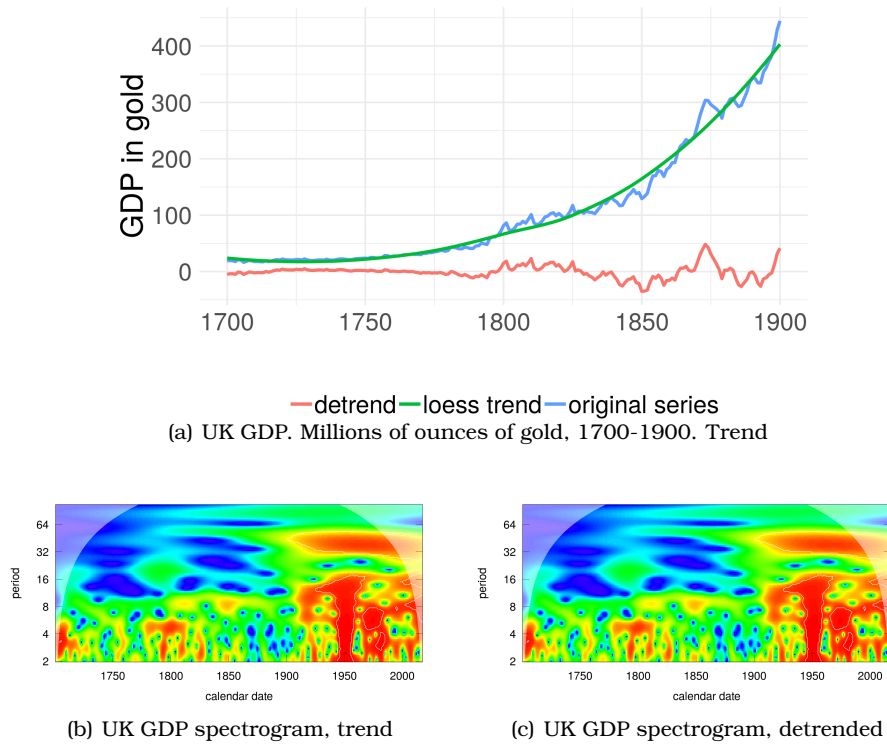 GDP in gold
400
300
200
100
0
1700 1750 1800 1850 1900
detrend loess trend original series
(a) UK GDP. Millions of ounces of gold, 1700-1900. Trend
period
64
32
16
8
4
2
1750 1800 1850 1900 1950 2000
calendar date
(b) UK GDP spectrogram, trend
period
64
32
16
8
4
2
1750 1800 1850 1900 1950 2000
calendar date
(c) UK GDP spectrogram, detrended